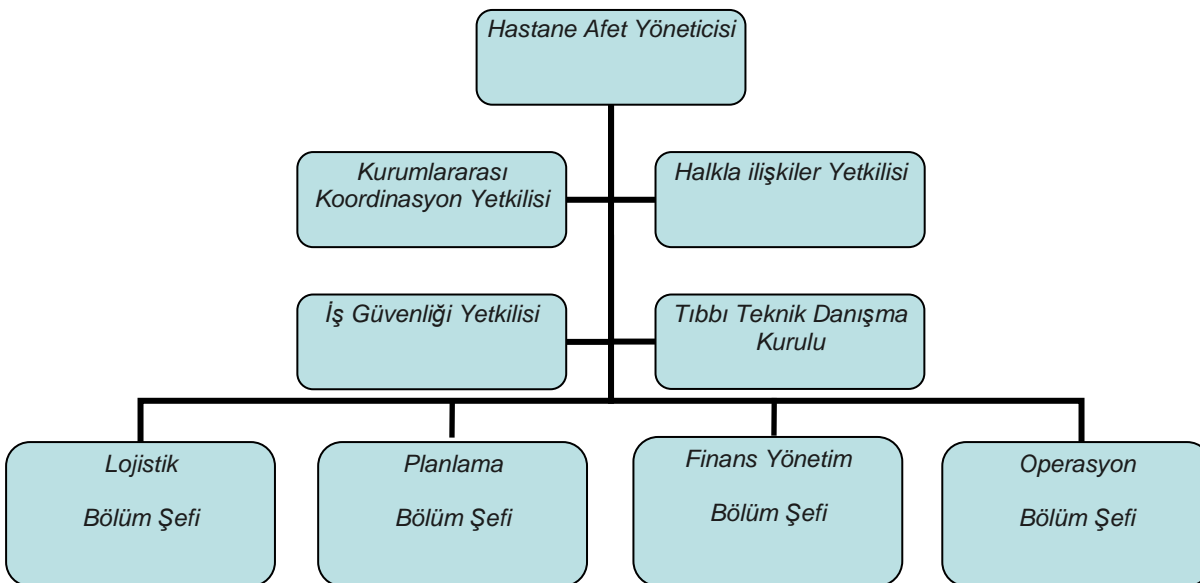 Hastane Afet Yöneticisi
Kurumlararası
Koordinasyon Yetkilisi
Halkla ilişkiler Yetkilisi
İş Güvenliği Yetkilisi
Tıbbı Teknik Danışma
Kurulu
Lojistik
Bölüm Şefi
Planlama
Bölüm Şefi
Finans Yönetim
Bölüm Şefi
Operasyon
Bölüm Şefi